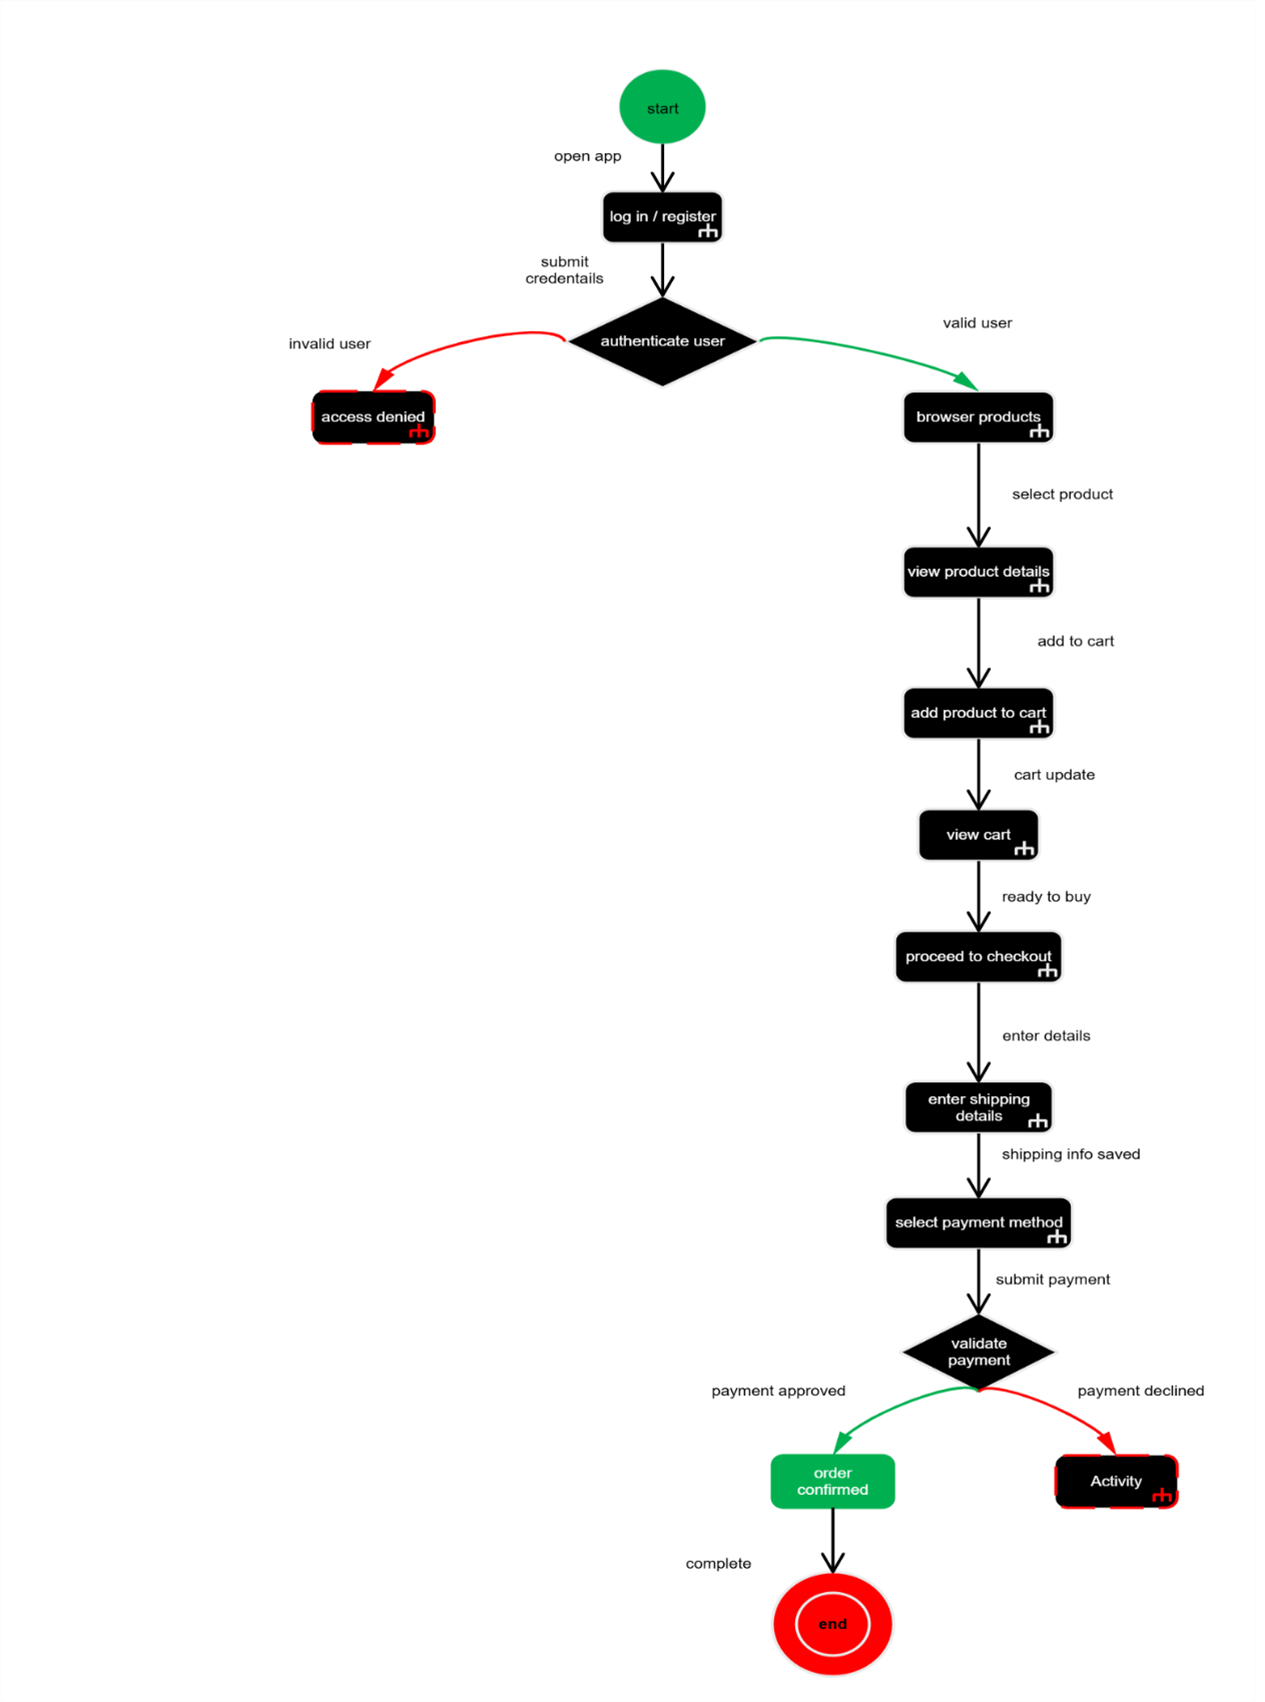 start
open app
log in / register
submit
credentails
authenticate user
invalid user
valid user
access denied
browser products
select product
view product details
add to cart
add product to cart
cart update
view cart
ready to buy
proceed to checkout
enter details
enter shipping
details
shipping info saved
select payment method
submit payment
validate
payment
payment approved
payment declined
order
confirmed
Activity
complete
end